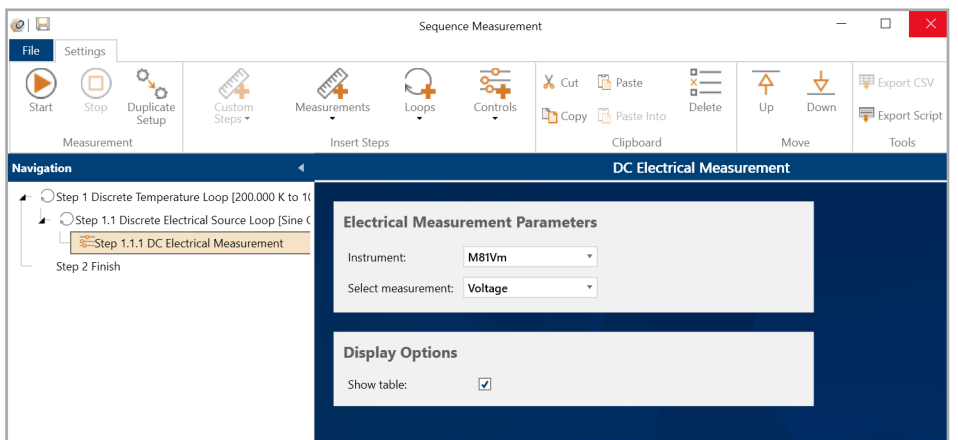 Sequence Measurement
File Settings
Start Stop Duplicate Setup Custom Steps Measurements Loops Controls Cut Paste Copy Paste Into Delete Up Down Export CSV Export Script
Measurement Insert Steps Clipboard Move Tools
Navigation DC Electrical Measurement
Step 1 Discrete Temperature Loop [200.000 K to 10
Step 1.1 Discrete Electrical Source Loop [Sine
Step 1.1.1 DC Electrical Measurement
Step 2 Finish
Electrical Measurement Parameters
Instrument: M81Vm
Select measurement: Voltage
Display Options
Show table: